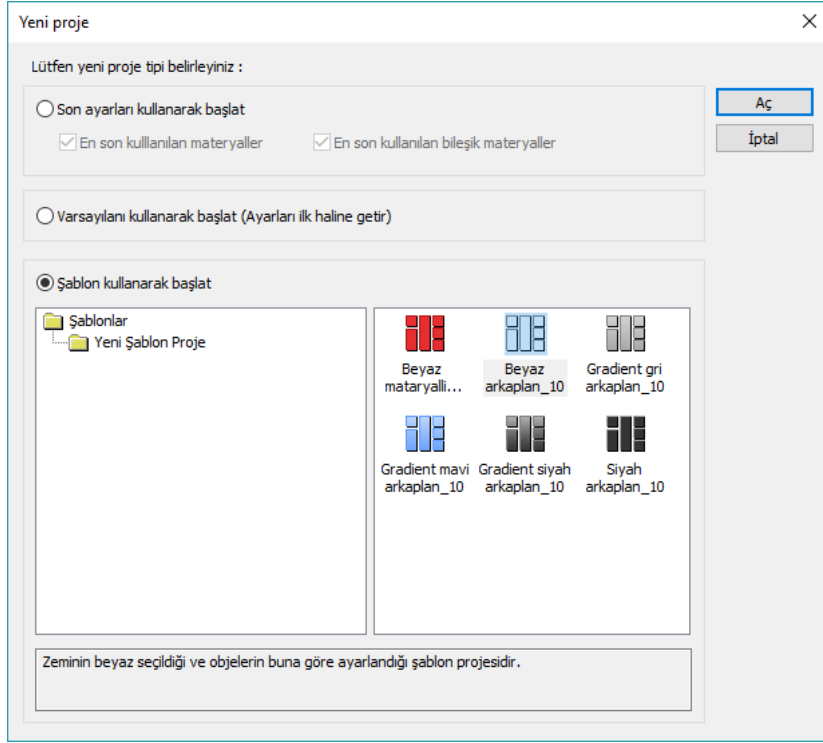 Yeni proje
Lütfen yeni proje tipi belirleyiniz :
Son ayarları kullanarak başlat
En son kulllanılan materyaller
En son kullanılan bileşik materyaller
Aç
İptal
Varsayılanı kullanarak başlat (Ayarları ilk haline getir)
Şablon kullanarak başlat
Şablonlar
Yeni Şablon Proje
Beyaz
mataryalli...
Beyaz
arkaplan_10
Gradient gri
arkaplan_10
Gradient mavi
arkaplan_10
Gradient siyah
arkaplan_10
Siyah
arkaplan_10
Zeminin beyaz seçildiği ve objelerin buna göre ayarlandığı şablon projesidir.